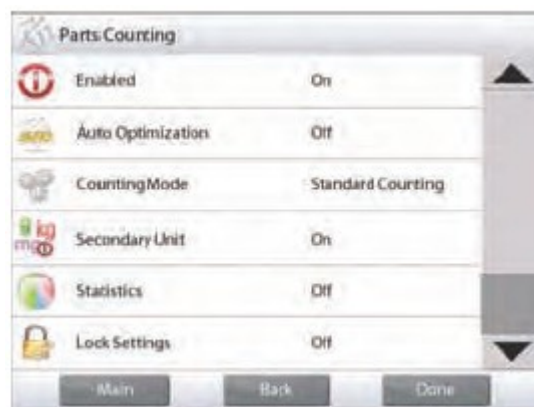 Parts Counting
Enabled On
Auto Optimization Off
Counting Mode Standard Counting
Secondary Unit On
Statistics Off
Lock Settings Off
Main Back Done